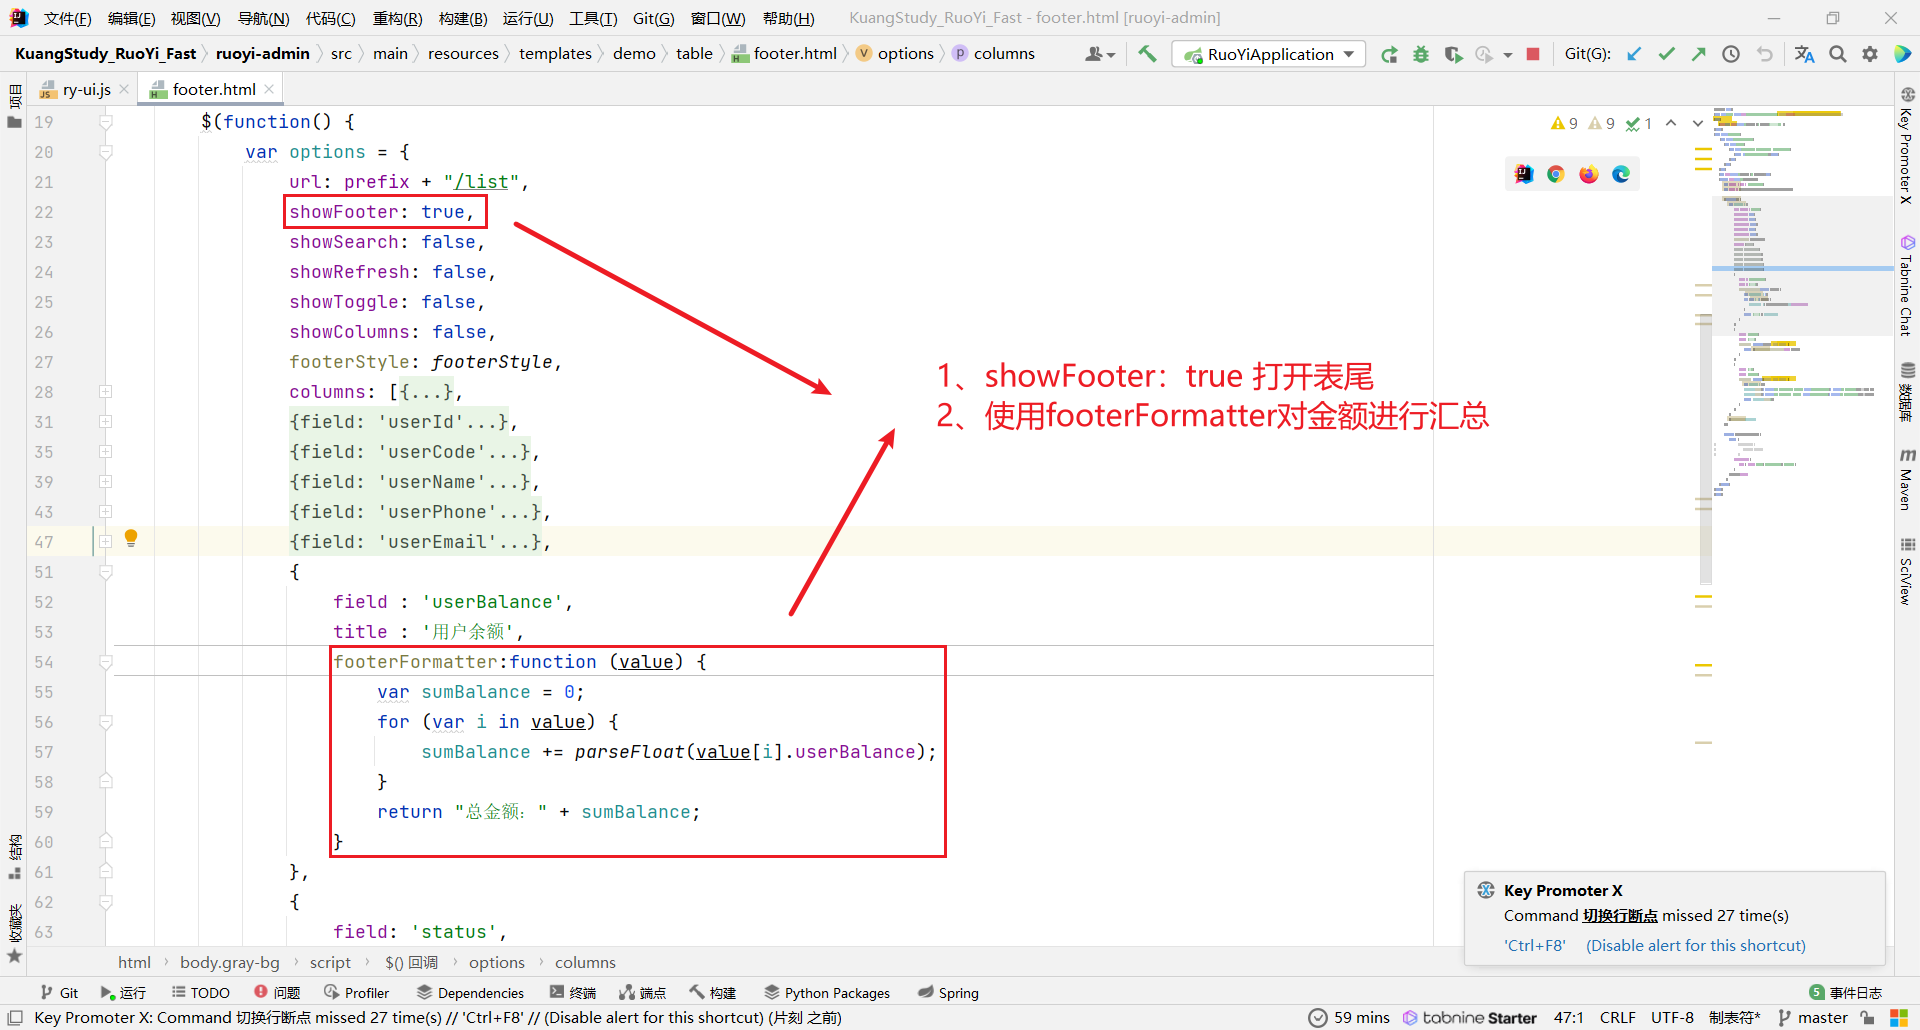 文件(F) 编辑(E) 视图(V) 导航(N) 代码(C) 重构(R) 构建(B) 运行(U) 工具(T) Git(G) 窗口(W) 帮助(H) KuangStudy_RuoYi_Fast - footer.html [ruoyi-admin]
KuangStudy_RuoYi_Fast ruoyi-admin src main resources templates demo table footer.html options columns RuoYiApplication Git(G):
ry-ui.js footer.html
项目
19 $(function() {
20 var options = {
21 url: prefix + "/list",
22 showFooter: true,
23 showSearch: false,
24 showRefresh: false,
25 showToggle: false,
26 showColumns: false,
27 footerStyle: footerStyle,
28 columns: [{...},
31 {field: 'userId'...},
35 {field: 'userCode'...},
39 {field: 'userName'...},
43 {field: 'userPhone'...},
47 {field: 'userEmail'...},
51 {
52 field : 'userBalance',
53 title : '用户余额',
54 footerFormatter:function (value) {
55 var sumBalance = 0;
56 for (var i in value) {
57 sumBalance += parseFloat(value[i].userBalance);
58 }
59 return "总金额：" + sumBalance;
60 }
61 },
62 {
63 field: 'status',
9 9 1
1、showFooter：true 打开表尾
2、使用footerFormatter对金额进行汇总
Key Promoter X
Tabnine Chat
数据库
Maven
SciView
结构
收藏夹
Key Promoter X
Command 切换行断点 missed 27 time(s)
'Ctrl+F8' (Disable alert for this shortcut)
html body.gray-bg script $() 回调 options columns
Git 运行 TODO 问题 Profiler Dependencies 终端 端点 构建 Python Packages Spring 5 事件日志
Key Promoter X: Command 切换行断点 missed 27 time(s) // 'Ctrl+F8' // (Disable alert for this shortcut) (片刻 之前) 59 mins tabnine Starter 47:1 CRLF UTF-8 制表符* master